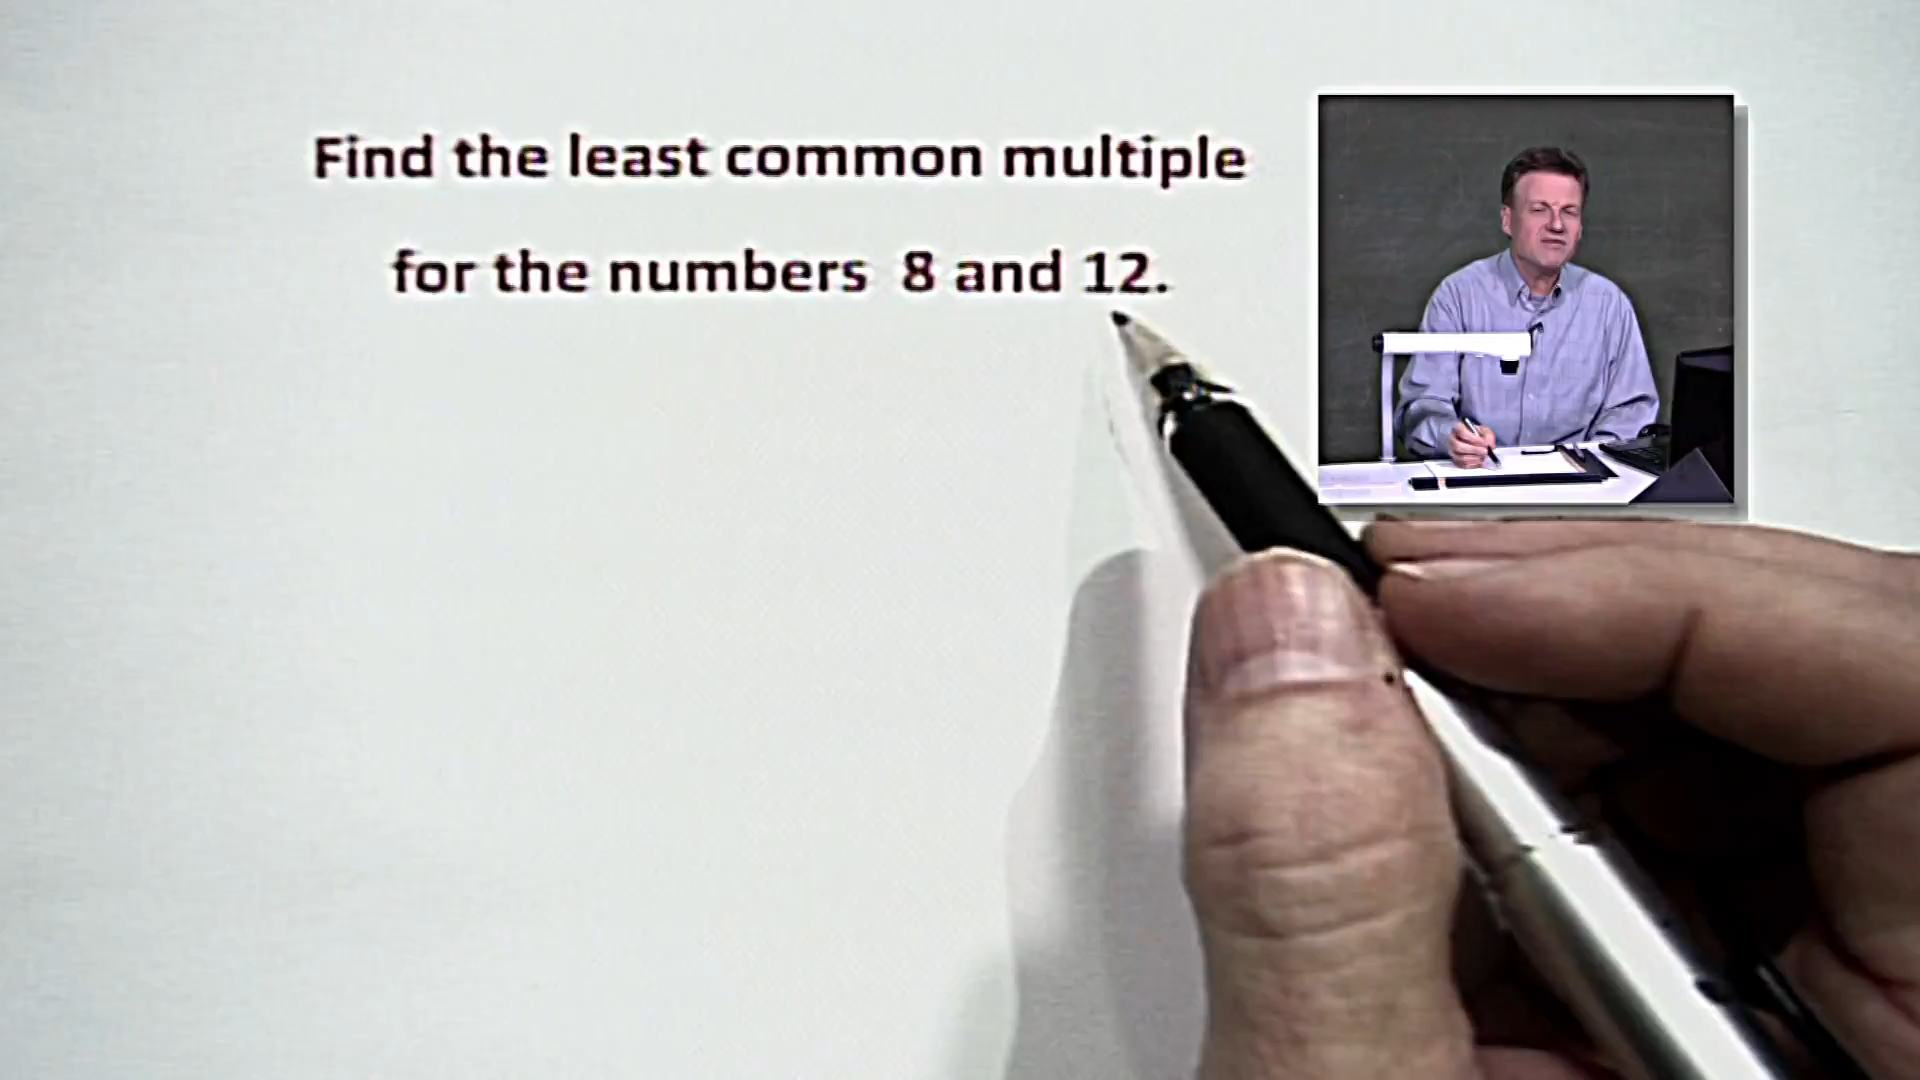 Find the least common multiple
for the numbers 8 and 12.